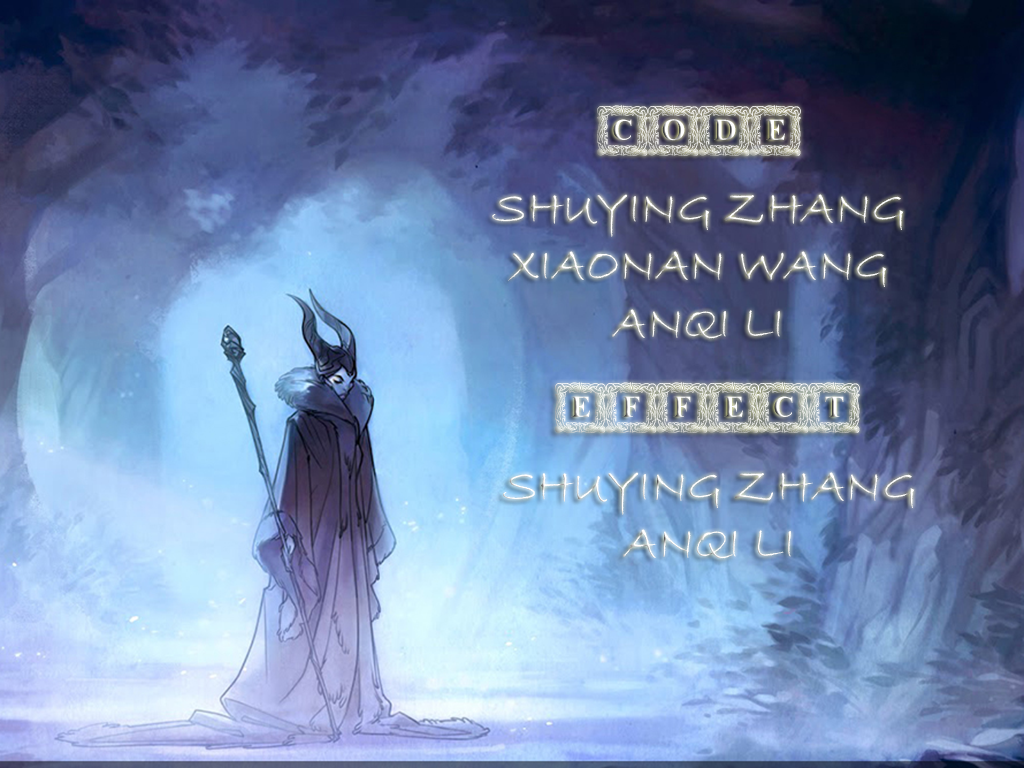 CODE
SHUYING ZHANG
XIAONAN WANG
ANQI LI
EFFECT
SHUYING ZHANG
ANQI LI